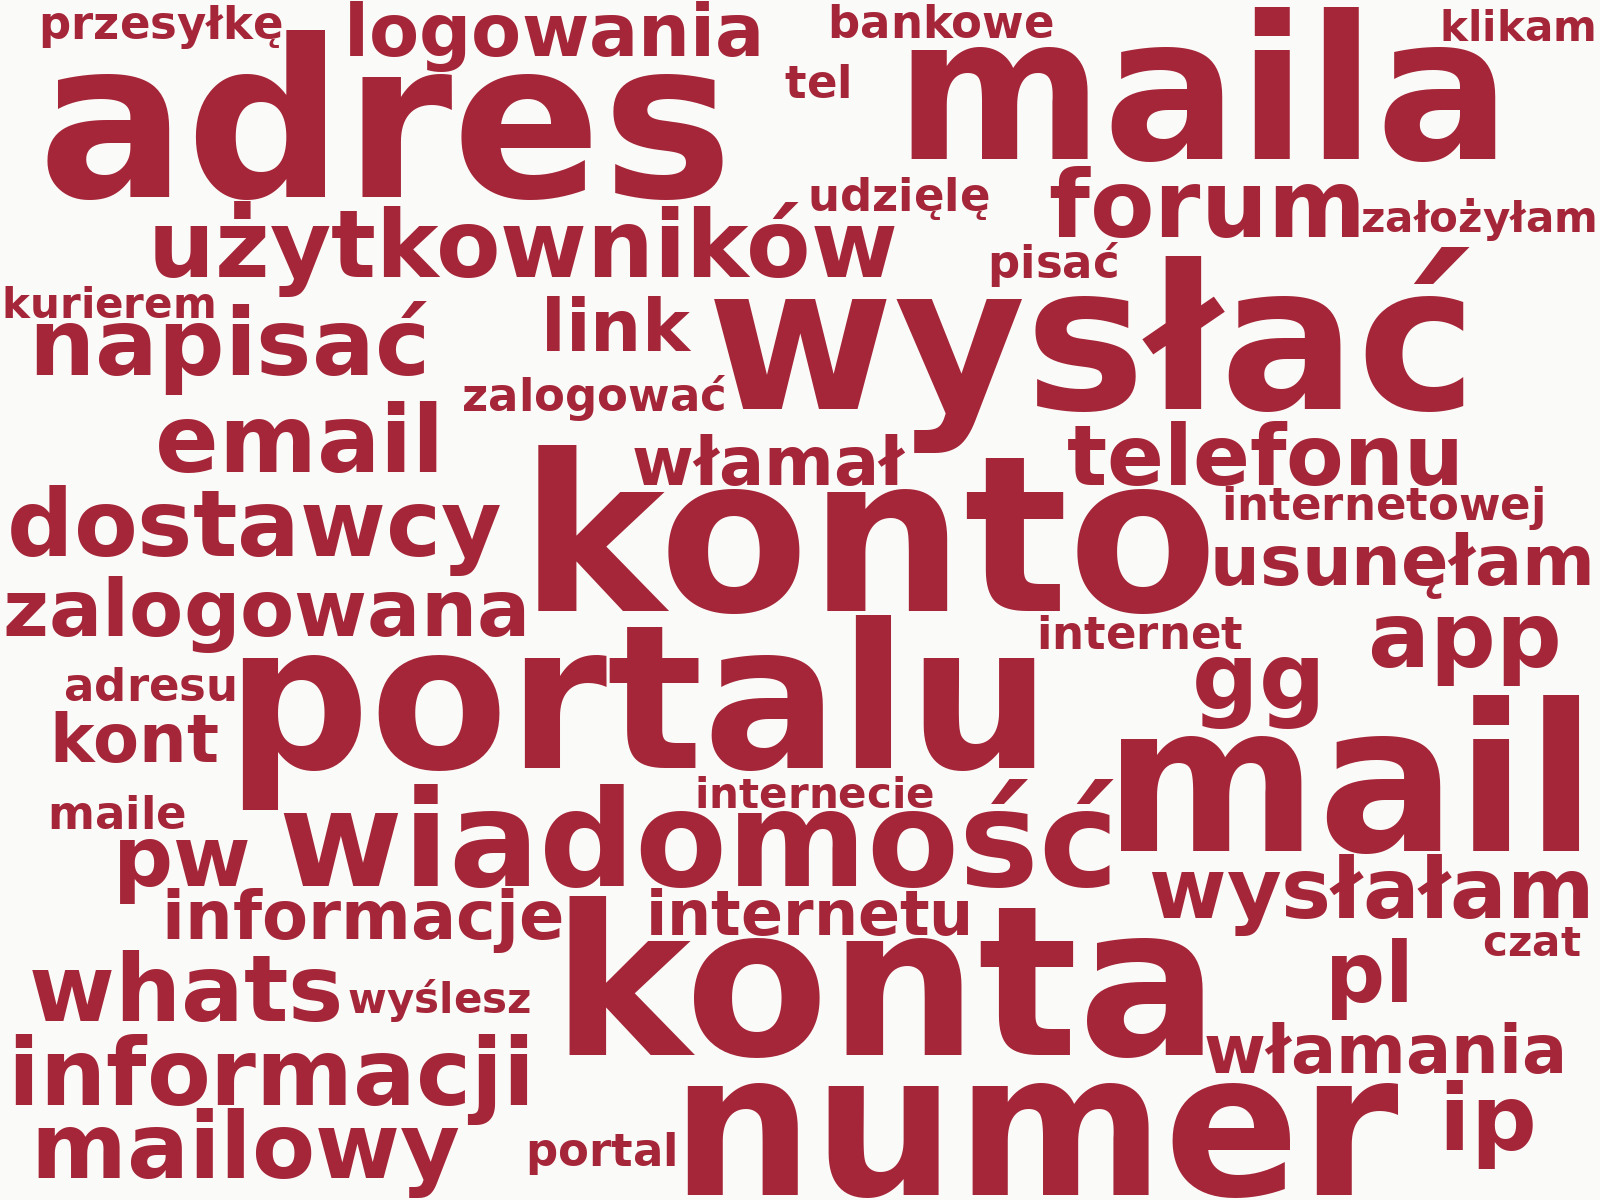 przesyłkę
logowania
bankowe
klikam
adres
tel
maila
udzięlę
forum
założyłam
użytkowników
pisać
kurierem
napisać
link
wysłać
zalogować
email
włamał
telefonu
dostawcy
konto
internetowej
usunęłam
zalogowana
internet
app
adresu
portalu
gg
kont
mail
maile
internecie
pw
wiadomość
wysłałam
informacje
internetu
czat
whats
wyślesz
konta
pl
informacji
włamania
mailowy
portal
numer
ip